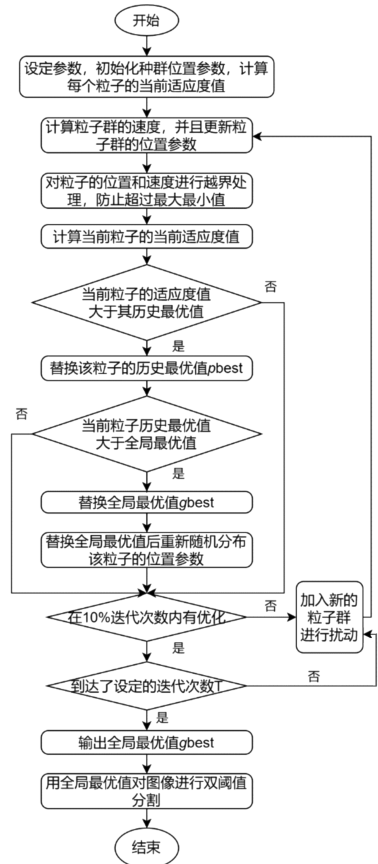 开始
设定参数，初始化种群位置参数，计算
每个粒子的当前适应度值
计算粒子群的速度，并且更新粒
子群的位置参数
对粒子的位置和速度进行越界处
理，防止超过最大最小值
计算当前粒子的当前适应度值
当前粒子的适应度值
大于其历史最优值
否
是
替换该粒子的历史最优值pbest
当前粒子历史最优值
大于全局最优值
否
是
替换全局最优值gbest
替换全局最优值后重新随机分布
该粒子的位置参数
在10%迭代次数内有优化
否
加入新的
粒子群
进行扰动
是
到达了设定的迭代次数T
否
是
输出全局最优值gbest
用全局最优值对图像进行双阈值
分割
结束